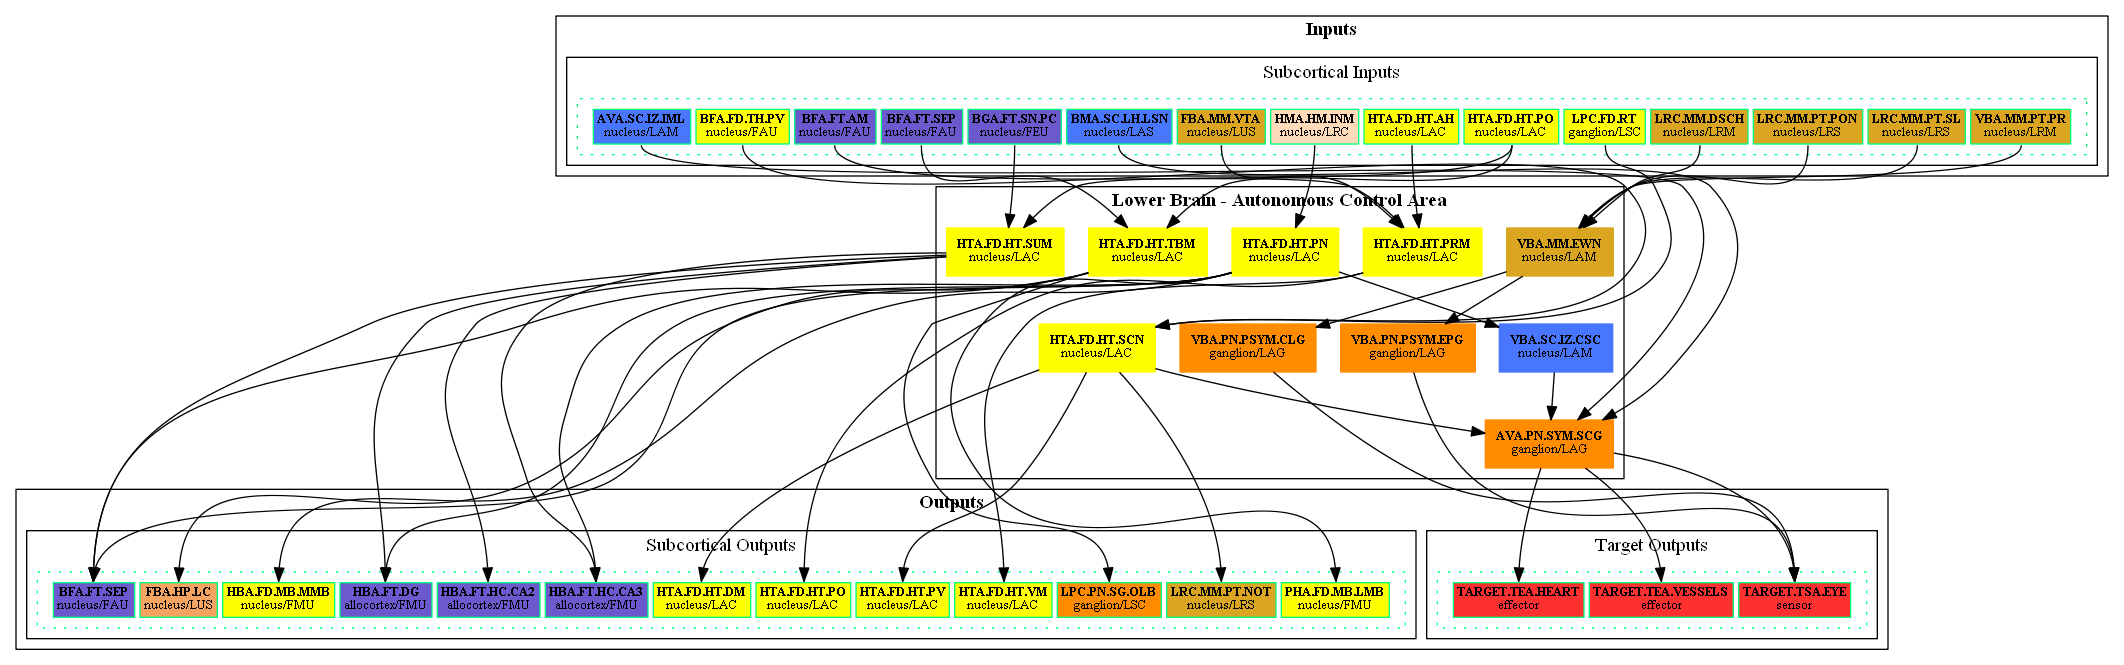 Inputs
Subcortical Inputs
AVA.SC.IZ.IML
nucleus/LAM
BFA.FD.TH.PV
nucleus/FAU
BFA.FT.AM
nucleus/FAU
BFA.FT.SEP
nucleus/FAU
BGA.FT.SN.PC
nucleus/FEU
BMA.SC.LH.LSN
nucleus/LAS
FBA.MM.VTA
nucleus/LUS
HMA.HM.INM
nucleus/LRC
HTA.FD.HT.AH
nucleus/LAC
HTA.FD.HT.PO
nucleus/LAC
LPC.FD.RT
ganglion/LSC
LRC.MM.DSCH
nucleus/LRM
LRC.MM.PT.PON
nucleus/LRS
LRC.MM.PT.SL
nucleus/LRS
VBA.MM.PT.PR
nucleus/LRM
Lower Brain - Autonomous Control Area
HTA.FD.HT.SUM
nucleus/LAC
HTA.FD.HT.TBM
nucleus/LAC
HTA.FD.HT.PN
nucleus/LAC
HTA.FD.HT.PRM
nucleus/LAC
VBA.MM.EWN
nucleus/LAM
HTA.FD.HT.SCN
nucleus/LAC
VBA.PN.PSYM.CLG
ganglion/LAG
VBA.PN.PSYM.EPG
ganglion/LAG
VBA.SC.IZ.CSC
nucleus/LAM
AVA.PN.SYM.SCG
ganglion/LAG
Outputs
Subcortical Outputs
BFA.FT.SEP
nucleus/FAU
FBA.HP.LC
nucleus/LUS
HBA.FD.MB.MMB
nucleus/FMU
HBA.FT.DG
allocortex/FMU
HBA.FT.HC.CA2
allocortex/FMU
HBA.FT.HC.CA3
allocortex/FMU
HTA.FD.HT.DM
nucleus/LAC
HTA.FD.HT.PO
nucleus/LAC
HTA.FD.HT.PV
nucleus/LAC
HTA.FD.HT.VM
nucleus/LAC
LPC.PN.SG.OLB
ganglion/LSC
LRC.MM.PT.NOT
nucleus/LRS
PHA.FD.MB.LMB
nucleus/FMU
Target Outputs
TARGET.TEA.HEART
effector
TARGET.TEA.VESSELS
effector
TARGET.TSA.EYE
sensor